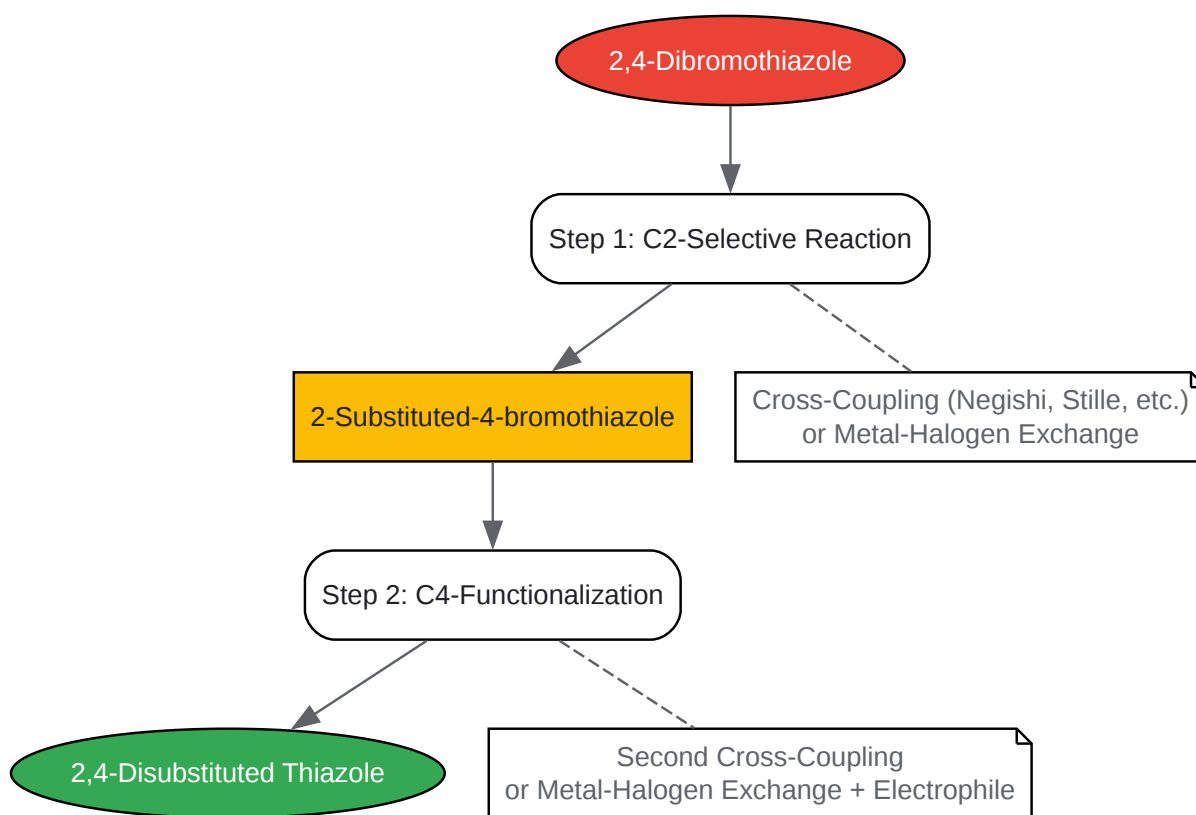 2,4-Dibromothiazole
Step 1: C2-Selective Reaction
2-Substituted-4-bromothiazole
Cross-Coupling (Negishi, Stille, etc.)
or Metal-Halogen Exchange
Step 2: C4-Functionalization
2,4-Disubstituted Thiazole
Second Cross-Coupling
or Metal-Halogen Exchange + Electrophile